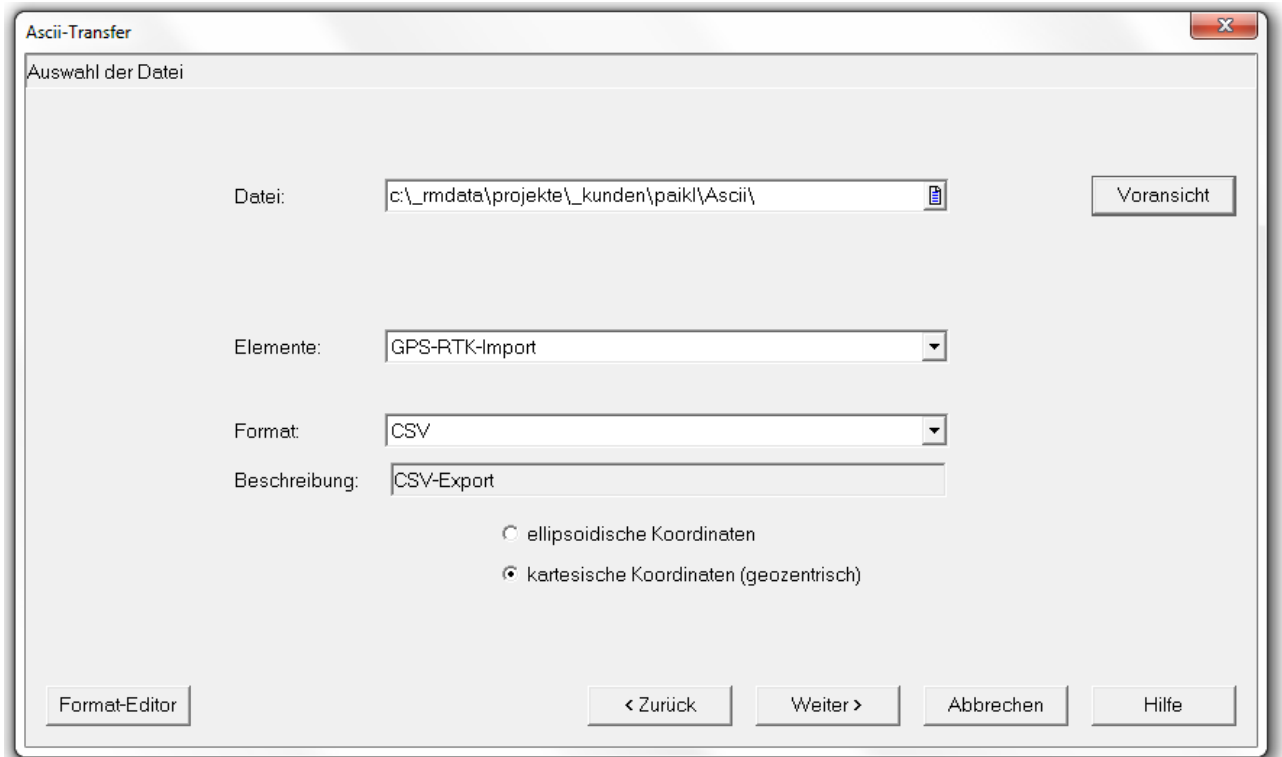 Ascii-Transfer
Auswahl der Datei
Datei: c:\_rmdata\projekte\_kunden\paikl\Ascii\ Voransicht
Elemente: GPS-RTK-Import
Format: CSV
Beschreibung: CSV-Export
ellipsoidische Koordinaten
kartesische Koordinaten (geozentrisch)
Format-Editor < Zurück Weiter > Abbrechen Hilfe